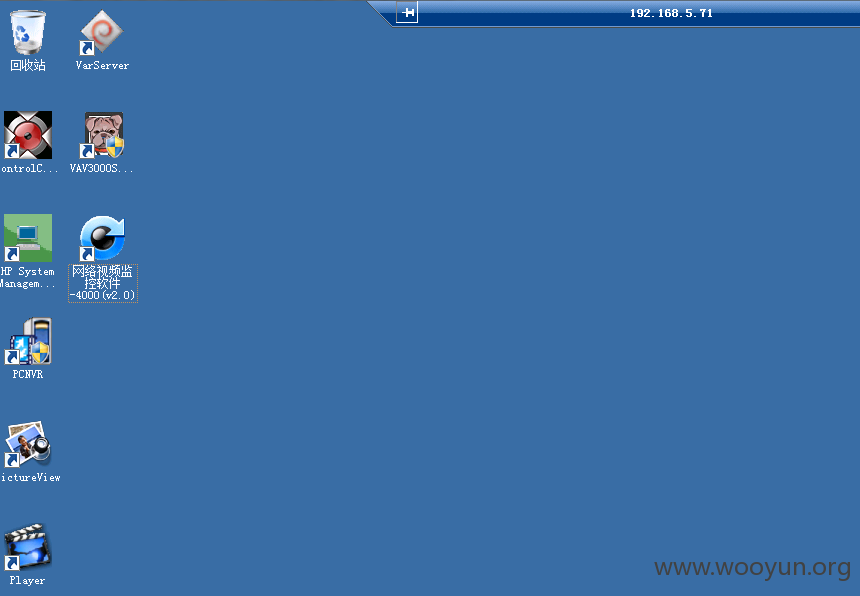 192.168.5.71
回收站
VarServer
ontrolC...
VAV3000S...
HP System
Managem...
网络视频监
控软件
-4000(v2.0)
PCNVR
ictureView
Player
www.wooyun.org